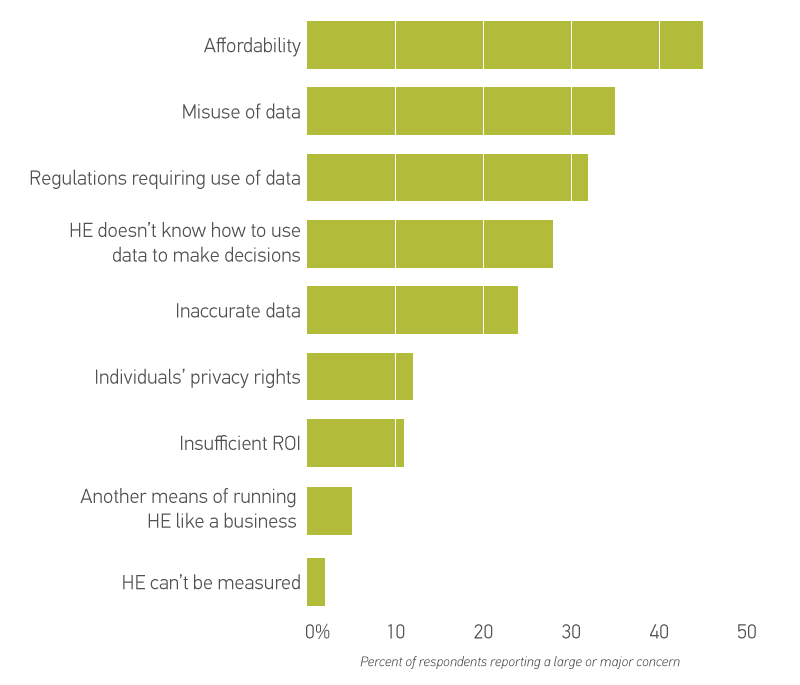 Affordability
Misuse of data
Regulations requiring use of data
HE doesn’t know how to use
data to make decisions
Inaccurate data
Individuals’ privacy rights
Insufficient ROI
Another means of running
HE like a business
HE can’t be measured
0% 10 20 30 40 50
Percent of respondents reporting a large or major concern